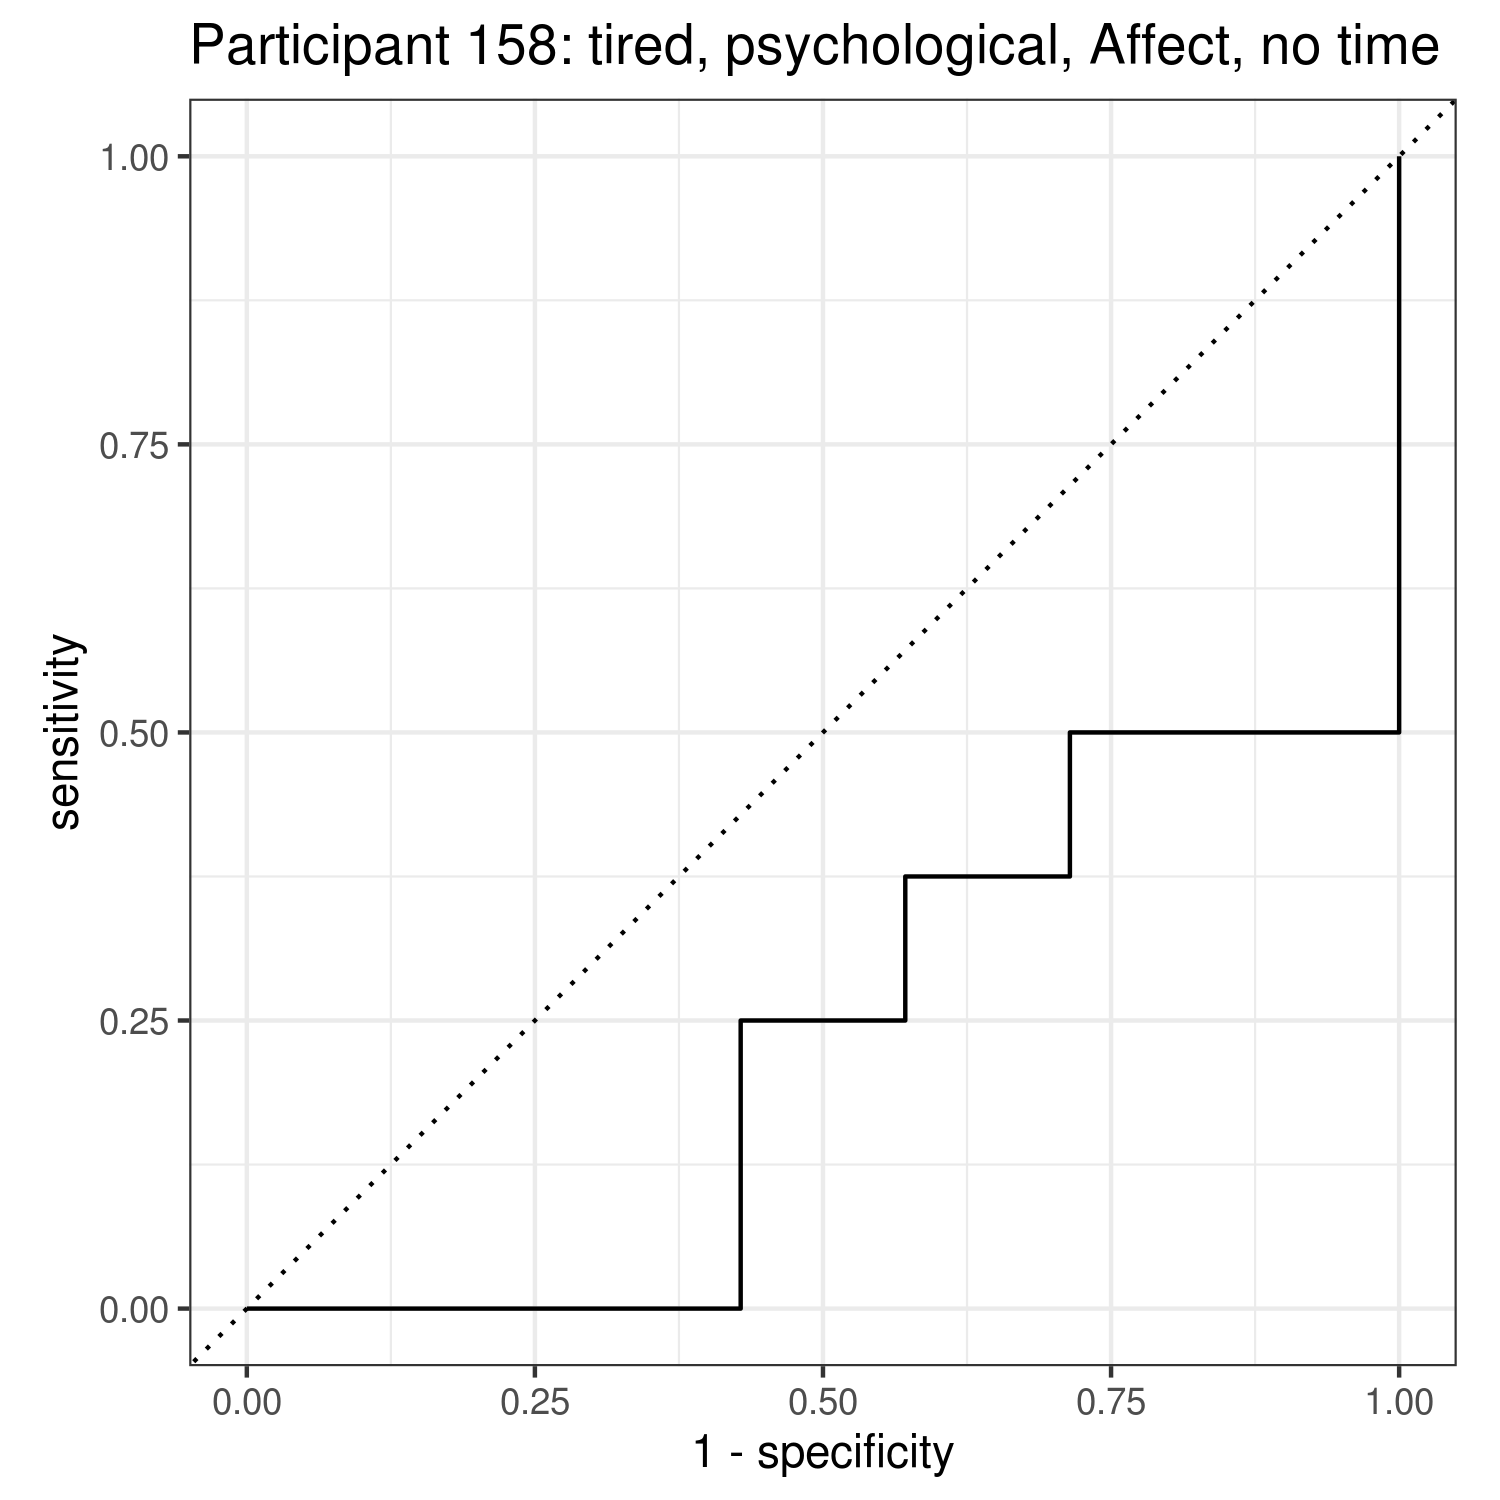 Participant 158: tired, psychological, Affect, no time
1.00
0.75
0.50
0.25
0.00
sensitivity
0.00 0.25 0.50 0.75 1.00
1 - specificity